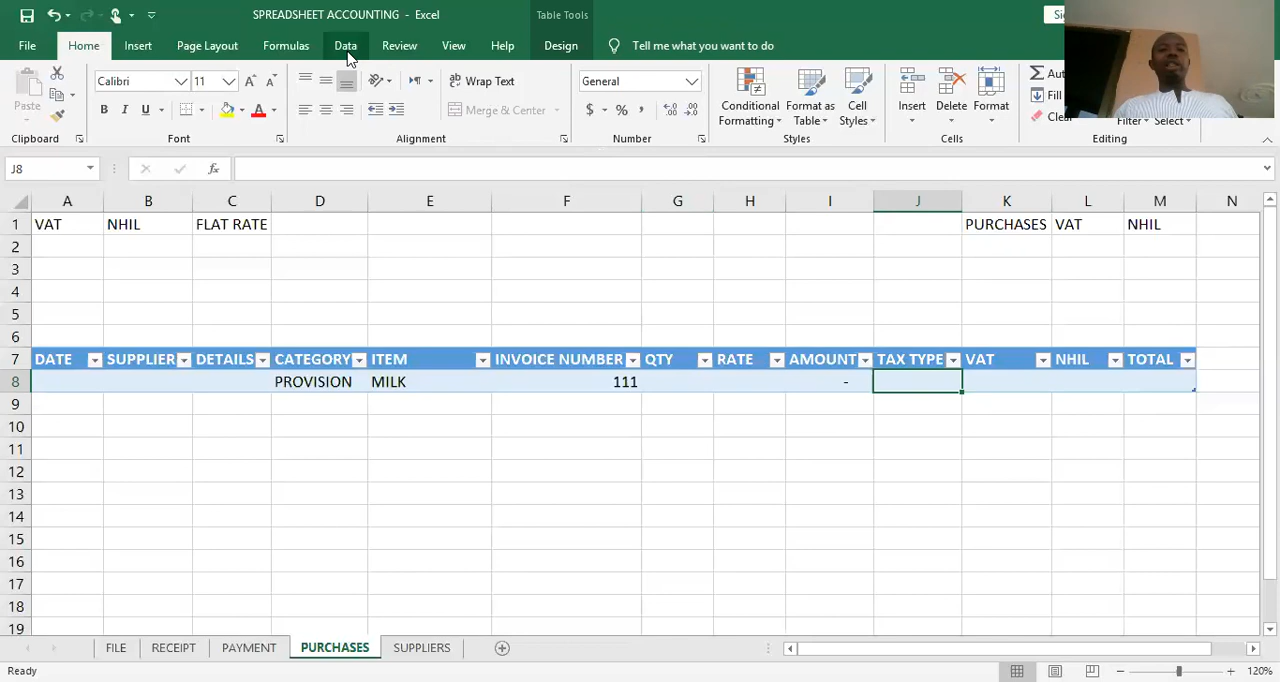 SPREADSHEET ACCOUNTING - Excel
Table Tools
File Home Insert Page Layout Formulas Data Review View Help Design Tell me what you want to do
Calibri 11 Wrap Text General
Paste
B I U Merge & Center $ % ,
Conditional Formatting
Format as Table
Cell Styles
Insert Delete Format
Fill
Filter Select
Clipboard Font Alignment Number Styles Cells Editing
J8 fx
A B C D E F G H I J K L M N
1 VAT NHIL FLAT RATE PURCHASES VAT NHIL
2
3
4
5
6
7 DATE SUPPLIER DETAILS CATEGORY ITEM INVOICE NUMBER QTY RATE AMOUNT TAX TYPE VAT NHIL TOTAL
8 PROVISION MILK 111 -
9
10
11
12
13
14
15
16
17
18
19
FILE RECEIPT PAYMENT PURCHASES SUPPLIERS
Ready 120%